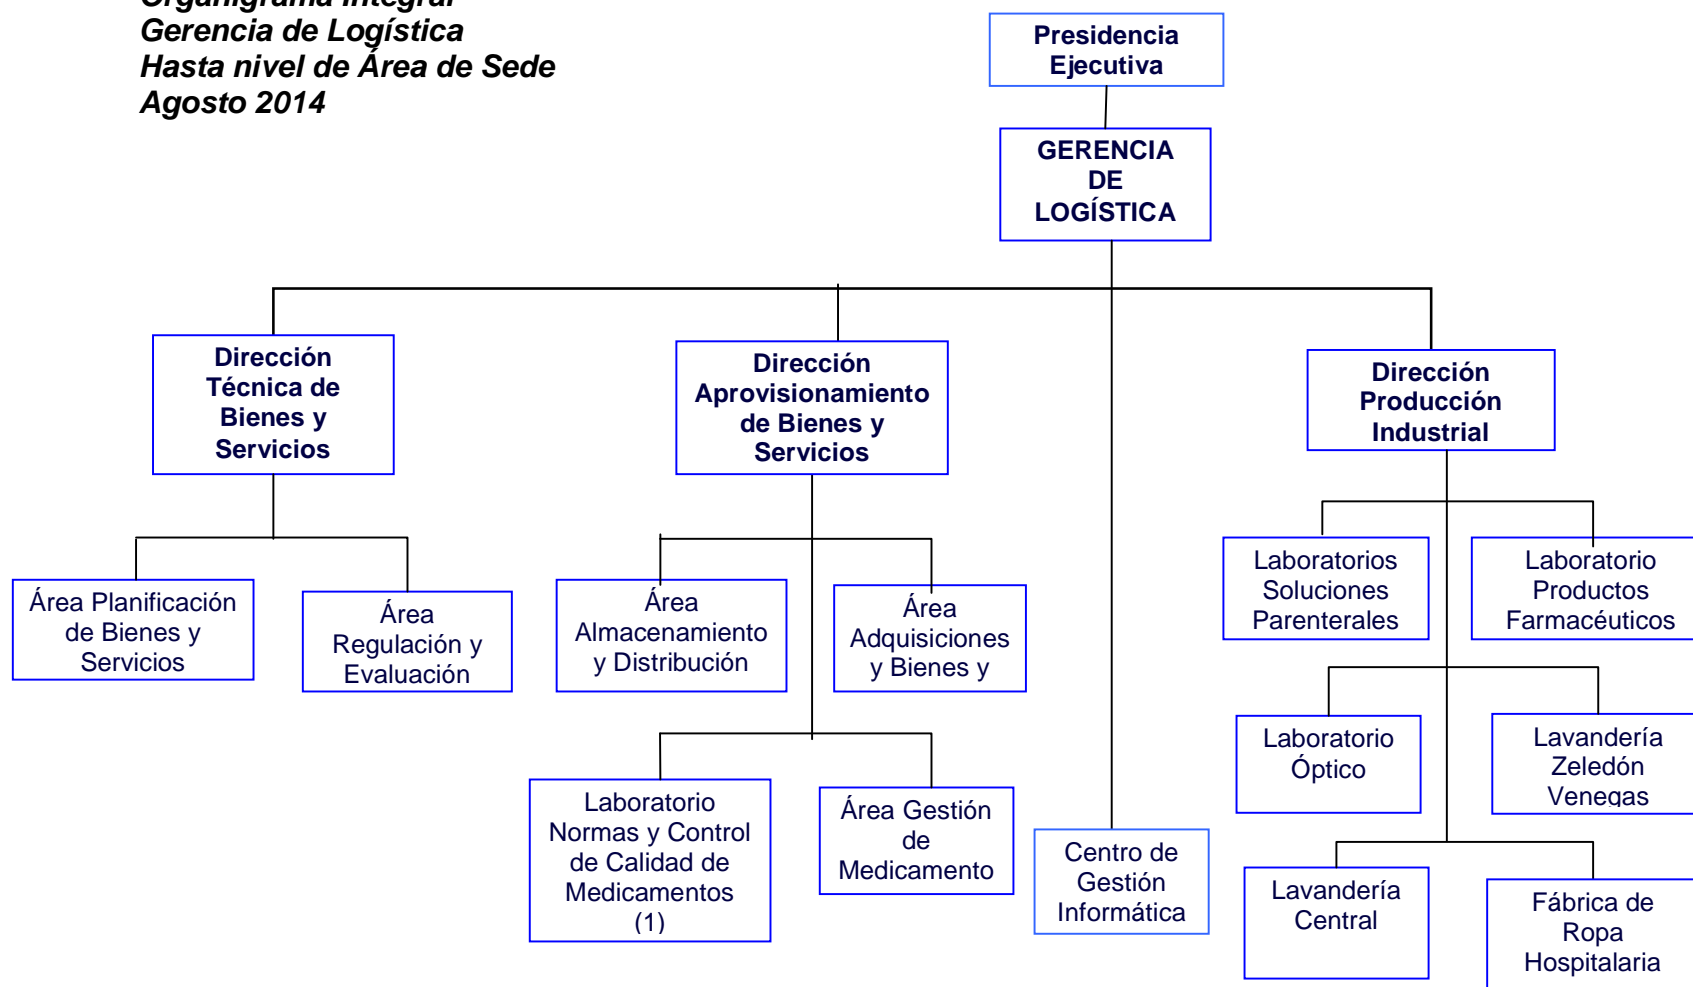 Organigrama Integral
Gerencia de Logística
Hasta nivel de Área de Sede
Agosto 2014
Presidencia
Ejecutiva
GERENCIA
DE
LOGÍSTICA
Dirección
Técnica de
Bienes y
Servicios
Dirección
Aprovisionamiento
de Bienes y
Servicios
Dirección
Producción
Industrial
Área Planificación
de Bienes y
Servicios
Área
Regulación y
Evaluación
Área
Almacenamiento
y Distribución
Área
Adquisiciones
y Bienes y
Laboratorios
Soluciones
Parenterales
Laboratorio
Productos
Farmacéuticos
Laboratorio
Óptico
Lavandería
Zeledón
Venegas
Laboratorio
Normas y Control
de Calidad de
Medicamentos
(1)
Área Gestión
de
Medicamento
Centro de
Gestión
Informática
Lavandería
Central
Fábrica de
Ropa
Hospitalaria